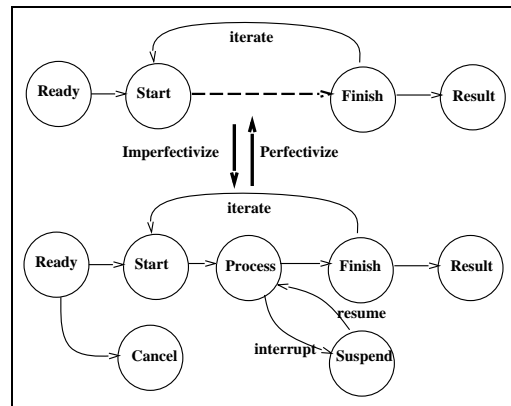 iterate
Ready
Start
Finish
Result
Imperfectivize
Perfectivize
iterate
Ready
Start
Process
Finish
Result
resume
Cancel
interrupt
Suspend